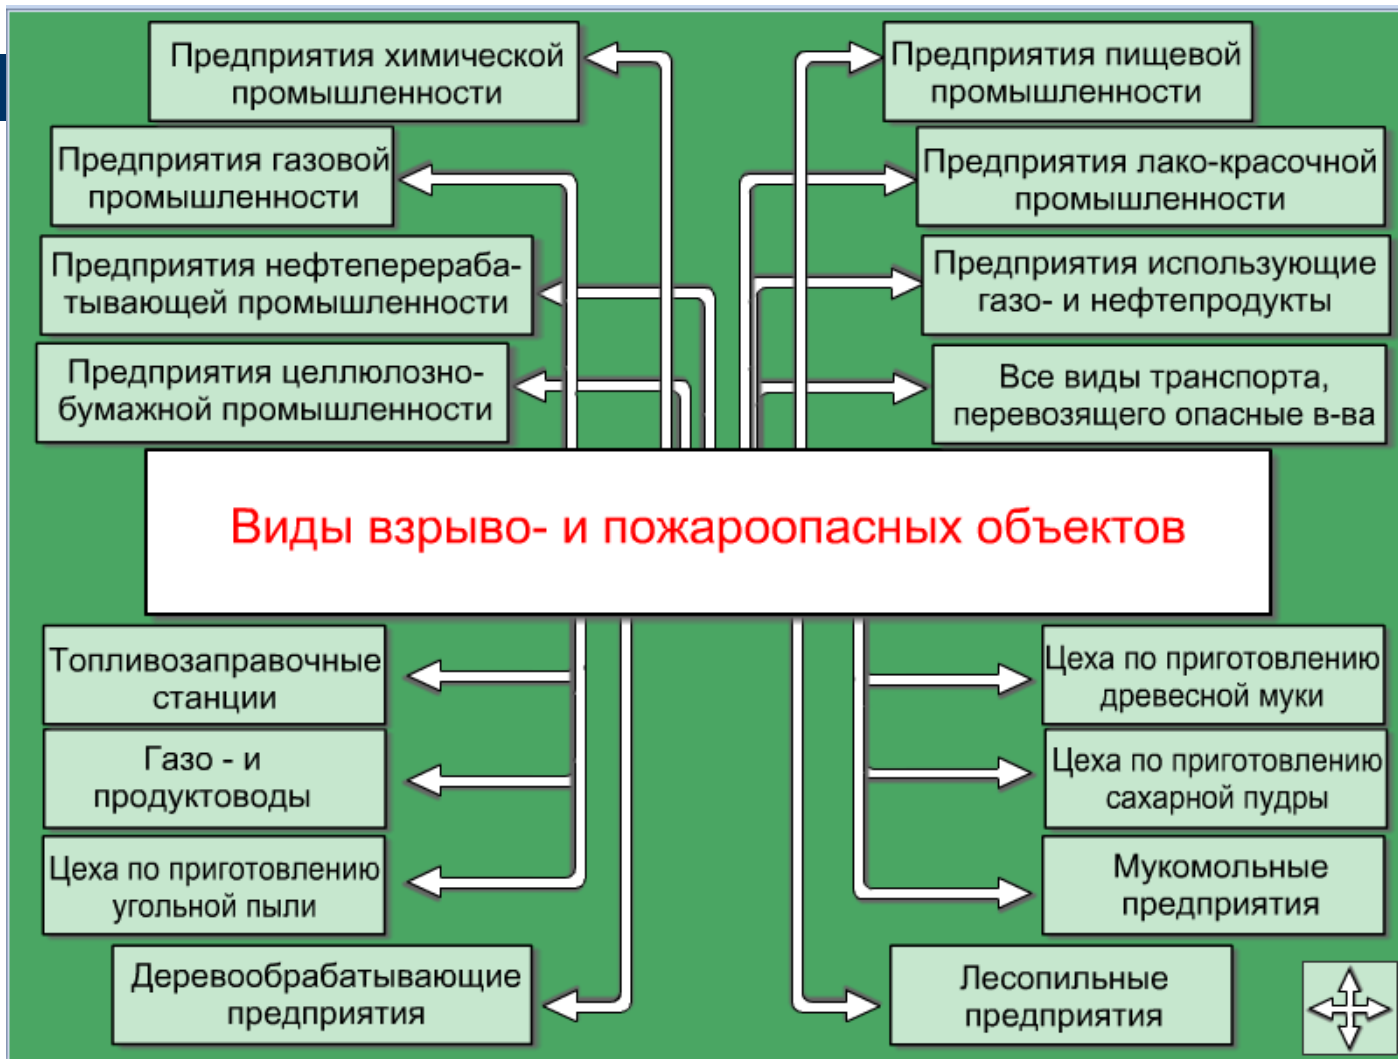 Предприятия химической
промышленности
Предприятия пищевой
промышленности
Предприятия газовой
промышленности
Предприятия лако-красочной
промышленности
Предприятия нефтеперераба-
тывающей промышленности
Предприятия использующие
газо- и нефтепродукты
Предприятия целлюлозно-
бумажной промышленности
Все виды транспорта,
перевозящего опасные в-ва
Виды взрыво- и пожароопасных объектов
Топливозаправочные
станции
Цеха по приготовлению
древесной муки
Газо - и
продуктоводы
Цеха по приготовлению
сахарной пудры
Цеха по приготовлению
угольной пыли
Мукомольные
предприятия
Деревообрабатывающие
предприятия
Лесопильные
предприятия